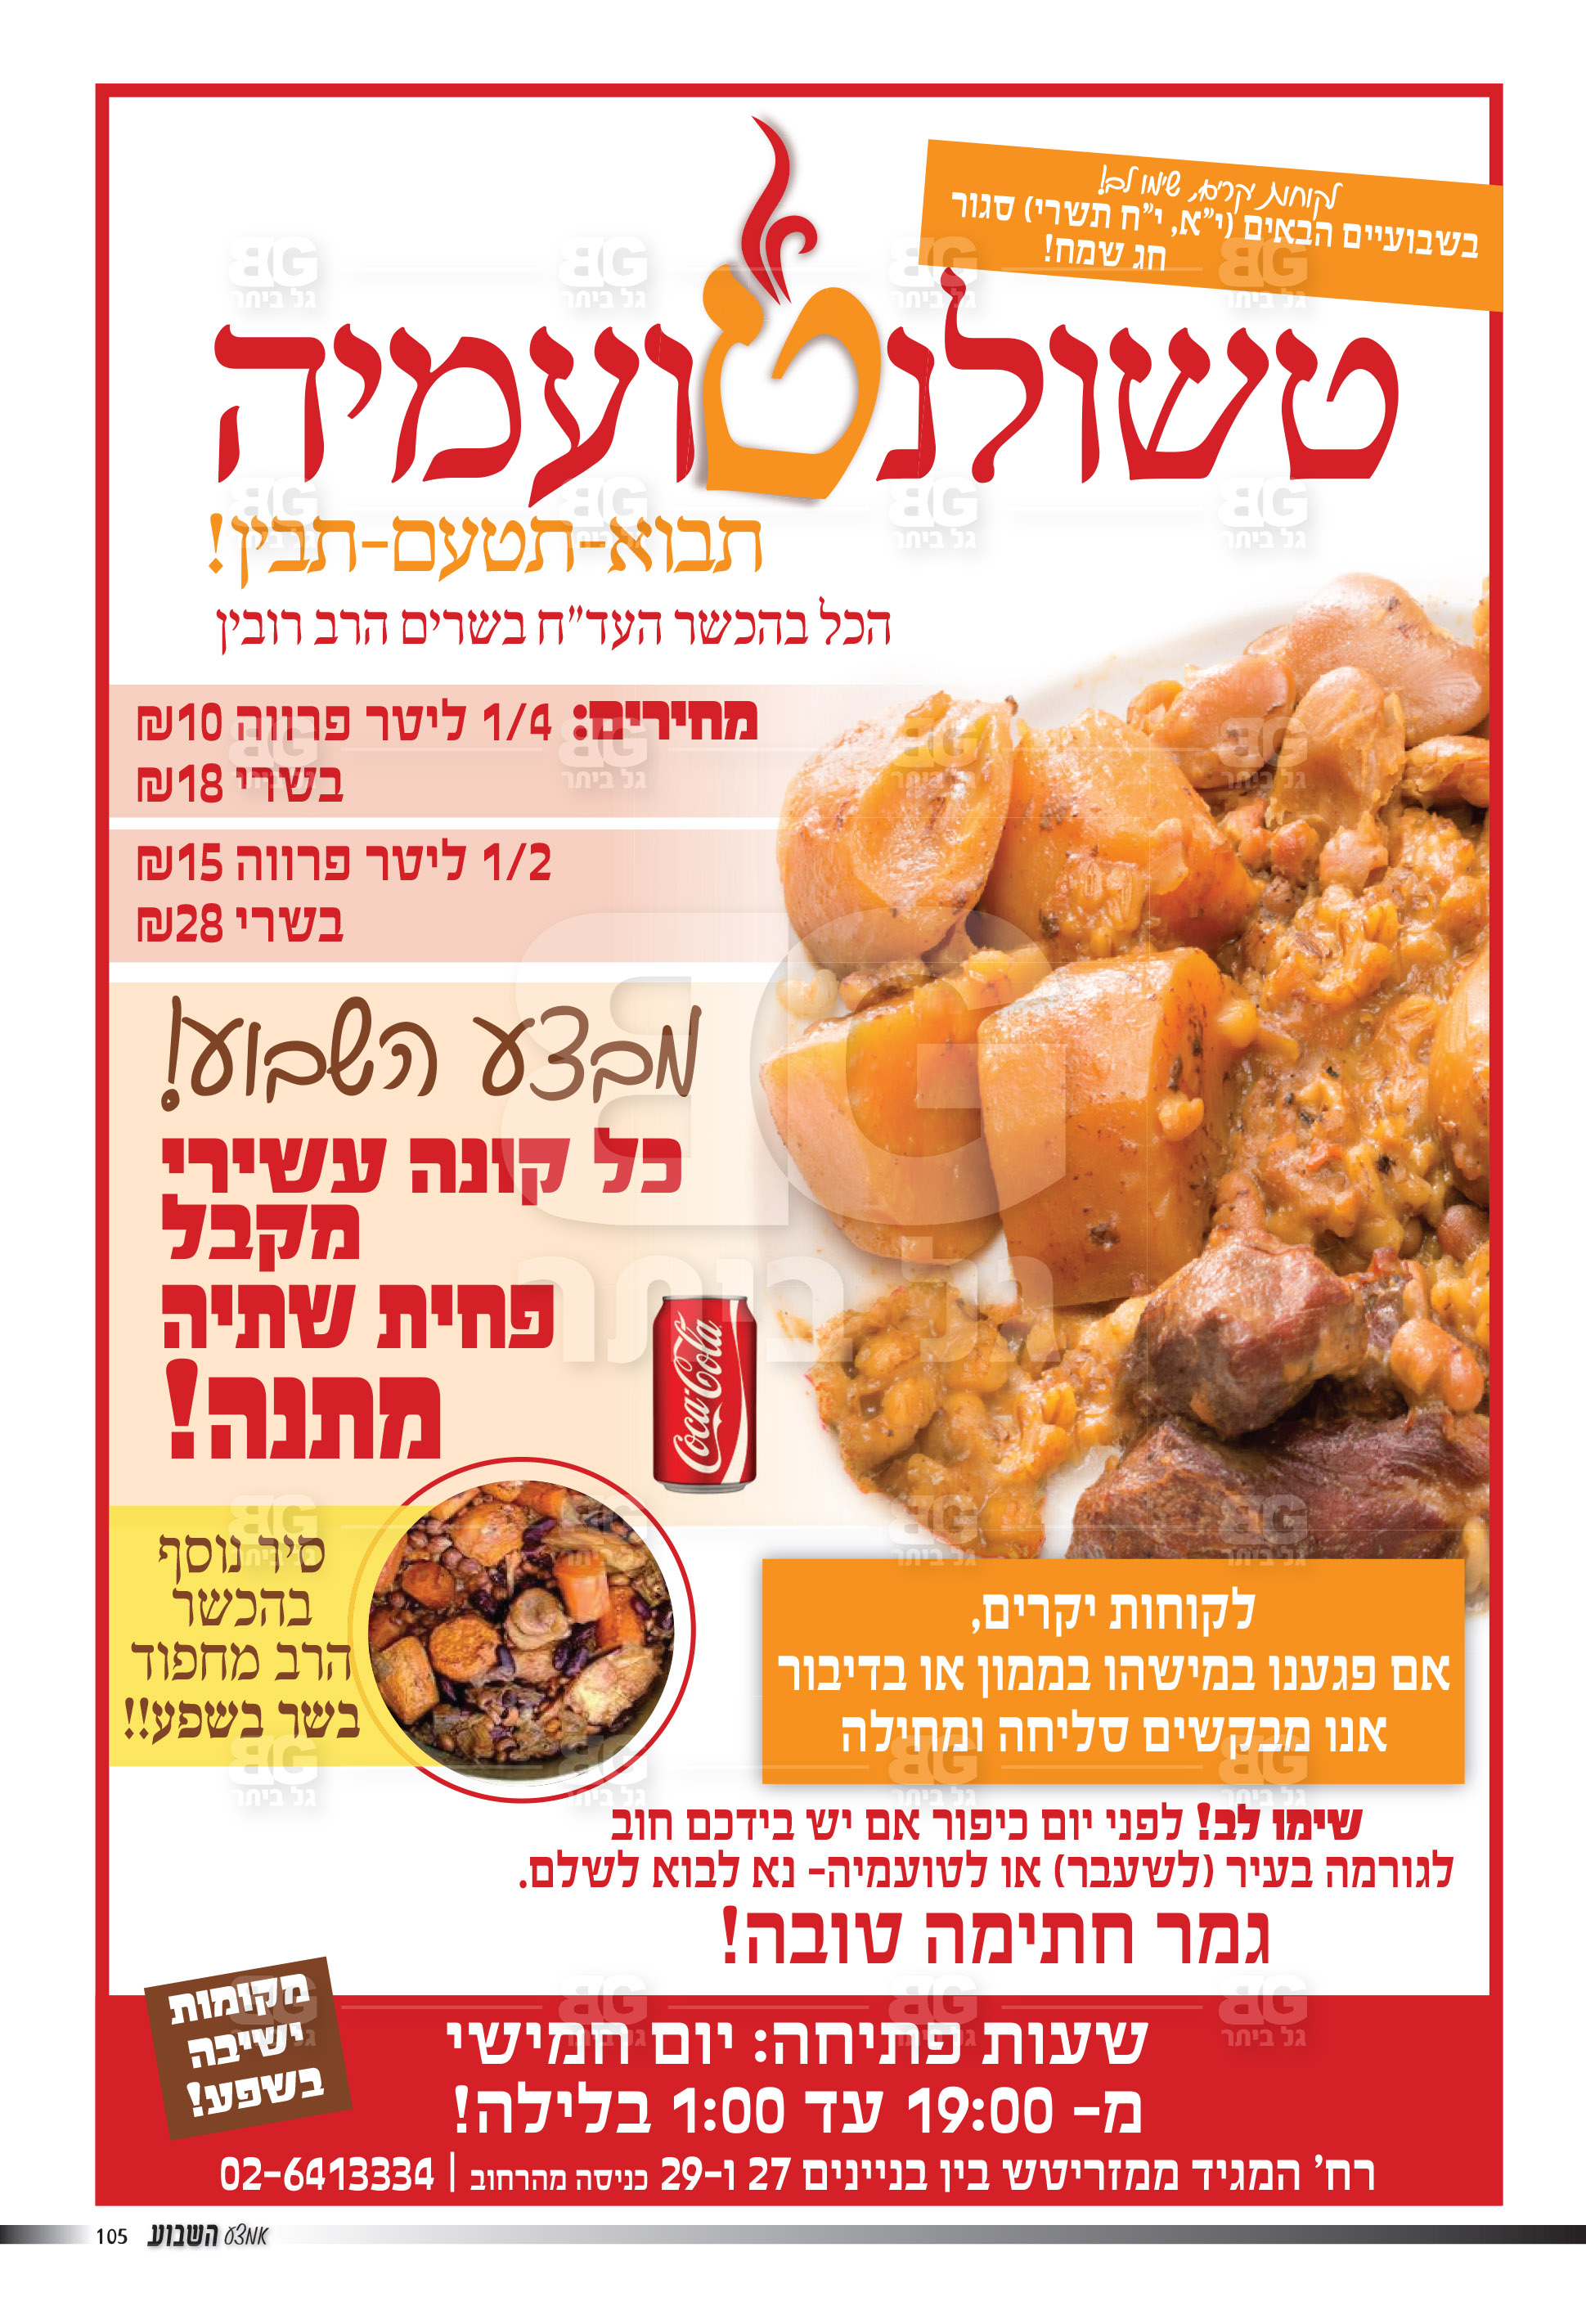 לקוחות יקרים, שימו לב!
בשבועיים הבאים (י"א, י"ח תשרי) סגור
חג שמח!
טשולנטועמיה
תבוא-תטעם-תבין!
הכל בהכשר העד"ח בשרים הרב רובין
מחירים: 1/4 ליטר פרווה 10₪
בשרי 18₪
1/2 ליטר פרווה 15₪
בשרי 28₪
מבצע השבוע!
כל קונה עשירי
מקבל
פחית שתיה
מתנה!
Coca-Cola
סיר נוסף
בהכשר
הרב מחפוד
בשר בשפע!!
לקוחות יקרים,
אם פגענו במישהו בממון או בדיבור
אנו מבקשים סליחה ומחילה
שימו לב! לפני יום כיפור אם יש בידכם חוב
לגורמה בעיר (לשעבר) או לטועמיה- נא לבוא לשלם.
גמר חתימה טובה!
מקומות
ישיבה
בשפע!
שעות פתיחה: יום חמישי
מ- 19:00 עד 1:00 בלילה!
רח' המגיד ממזריטש בין בניינים 27 ו-29 כניסה מהרחוב | 02-6413334
אמצע השבוע 105
BG
גל ביתר